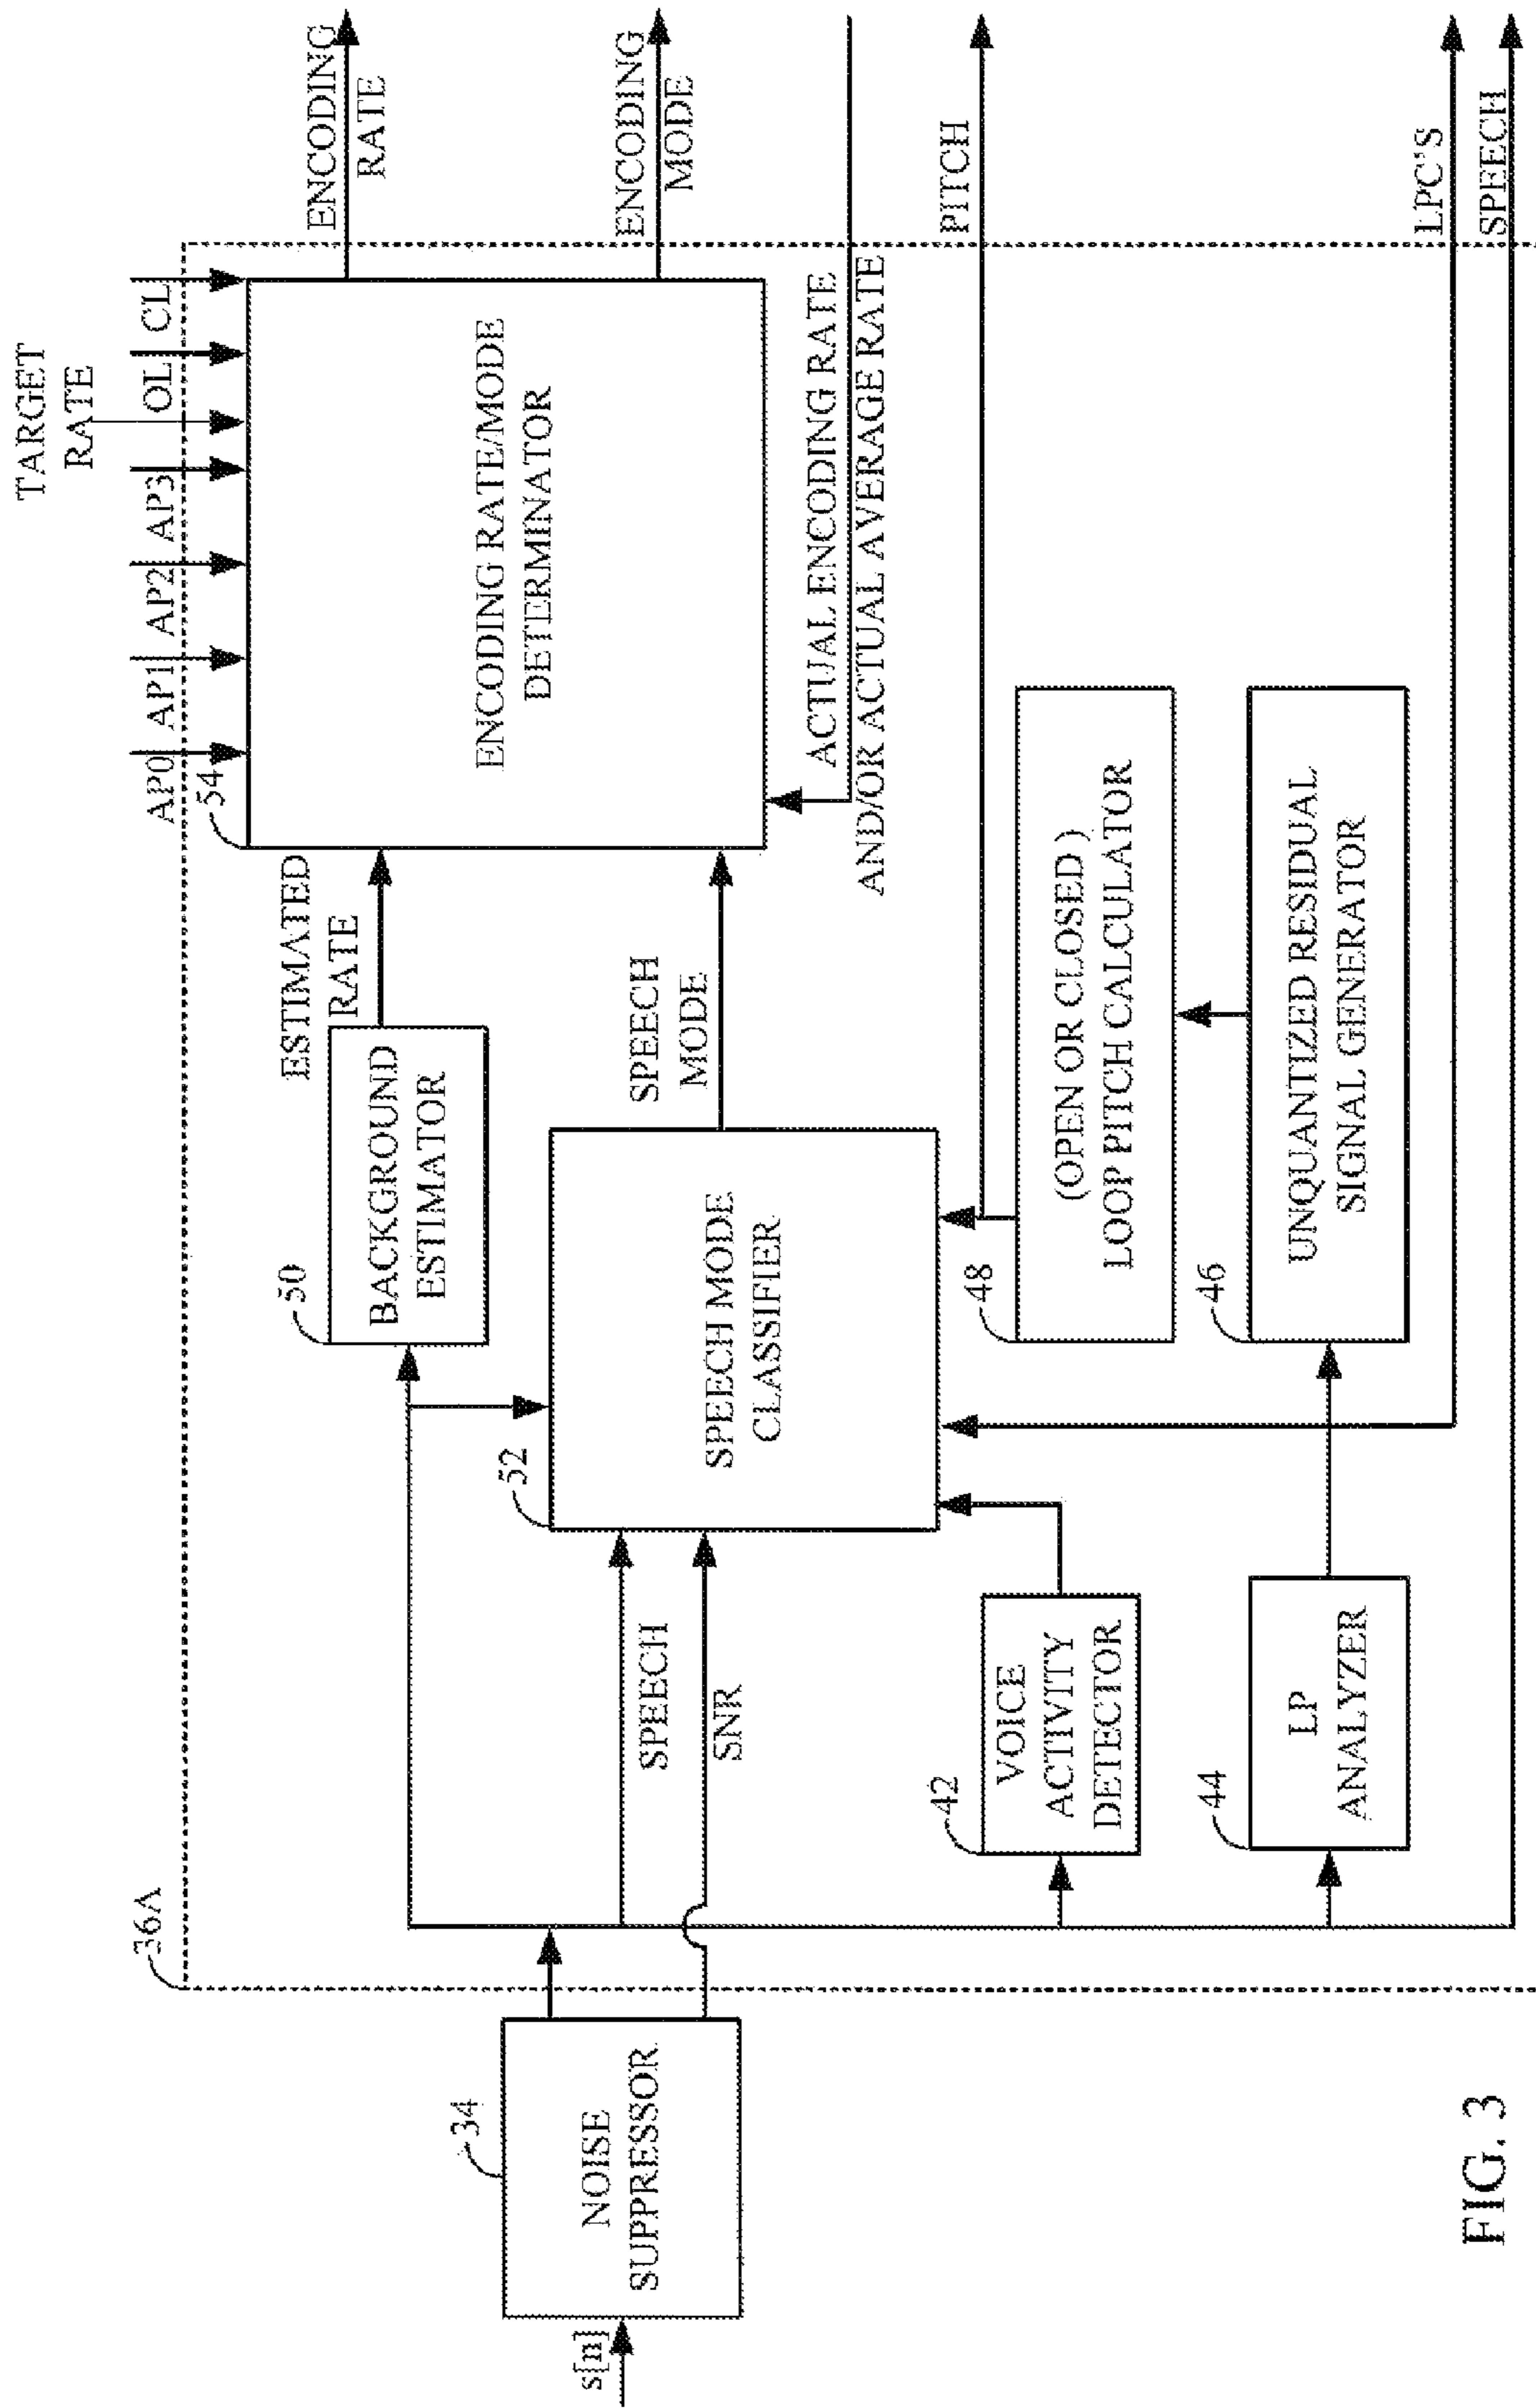 TARGET
RATE
AP0 AP1 AP2 AP3 OL CL
36A
54
ENCODING RATE/MODE
DETERMINATOR
ENCODING
RATE
ENCODING
MODE
ESTIMATED
RATE
50
BACKGROUND
ESTIMATOR
SPEECH
MODE
ACTUAL ENCODING RATE
AND/OR ACTUAL AVERAGE RATE
52
SPEECH MODE
CLASSIFIER
34
NOISE
SUPPRESSOR
s[n]
SPEECH
SNR
PITCH
42
VOICE
ACTIVITY
DETECTOR
48
(OPEN OR CLOSED )
LOOP PITCH CALCULATOR
44
LP
ANALYZER
46
UNQUANTIZED RESIDUAL
SIGNAL GENERATOR
LPC'S
SPEECH
FIG. 3